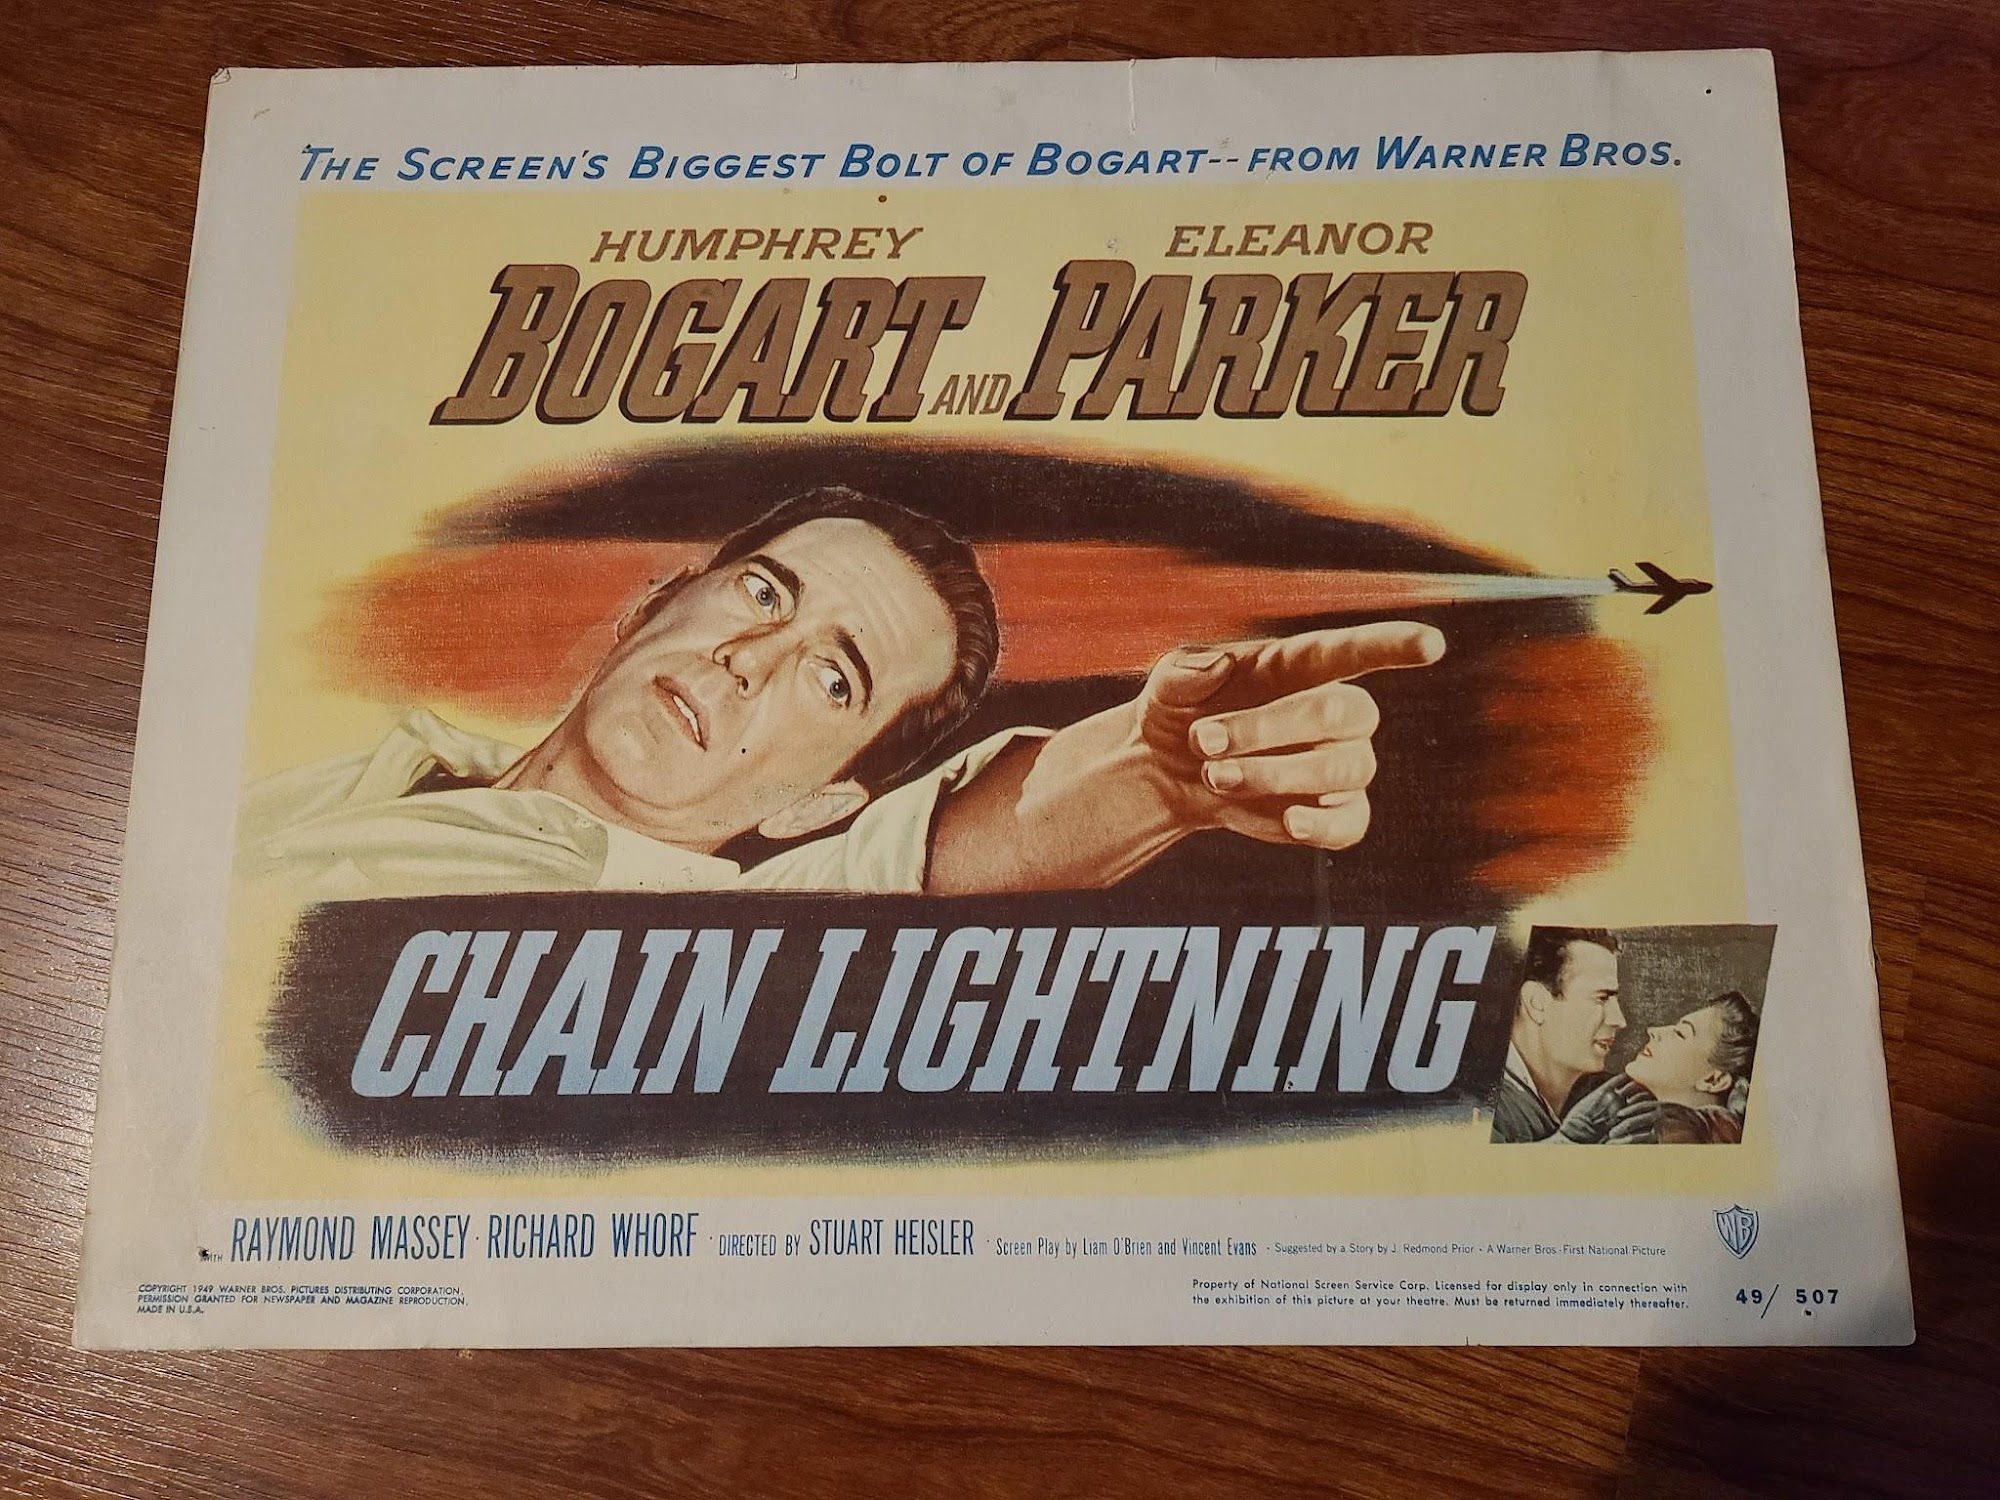 THE SCREEN'S BIGGEST BOLT OF BOGART--FROM WARNER BROS.
HUMPHREY BOGART AND ELEANOR PARKER
CHAIN LIGHTNING
WITH RAYMOND MASSEY · RICHARD WHORF · DIRECTED BY STUART HEISLER · Screen Play by Liam O'Brien and Vincent Evans · Suggested by a Story by J. Redmond Prior · A Warner Bros.-First National Picture
WB
COPYRIGHT 1949 WARNER BROS. PICTURES DISTRIBUTING CORPORATION,
PERMISSION GRANTED FOR NEWSPAPER AND MAGAZINE REPRODUCTION,
MADE IN U.S.A.
Property of National Screen Service Corp. Licensed for display only in connection with
the exhibition of this picture at your theatre. Must be returned immediately thereafter.
49/507